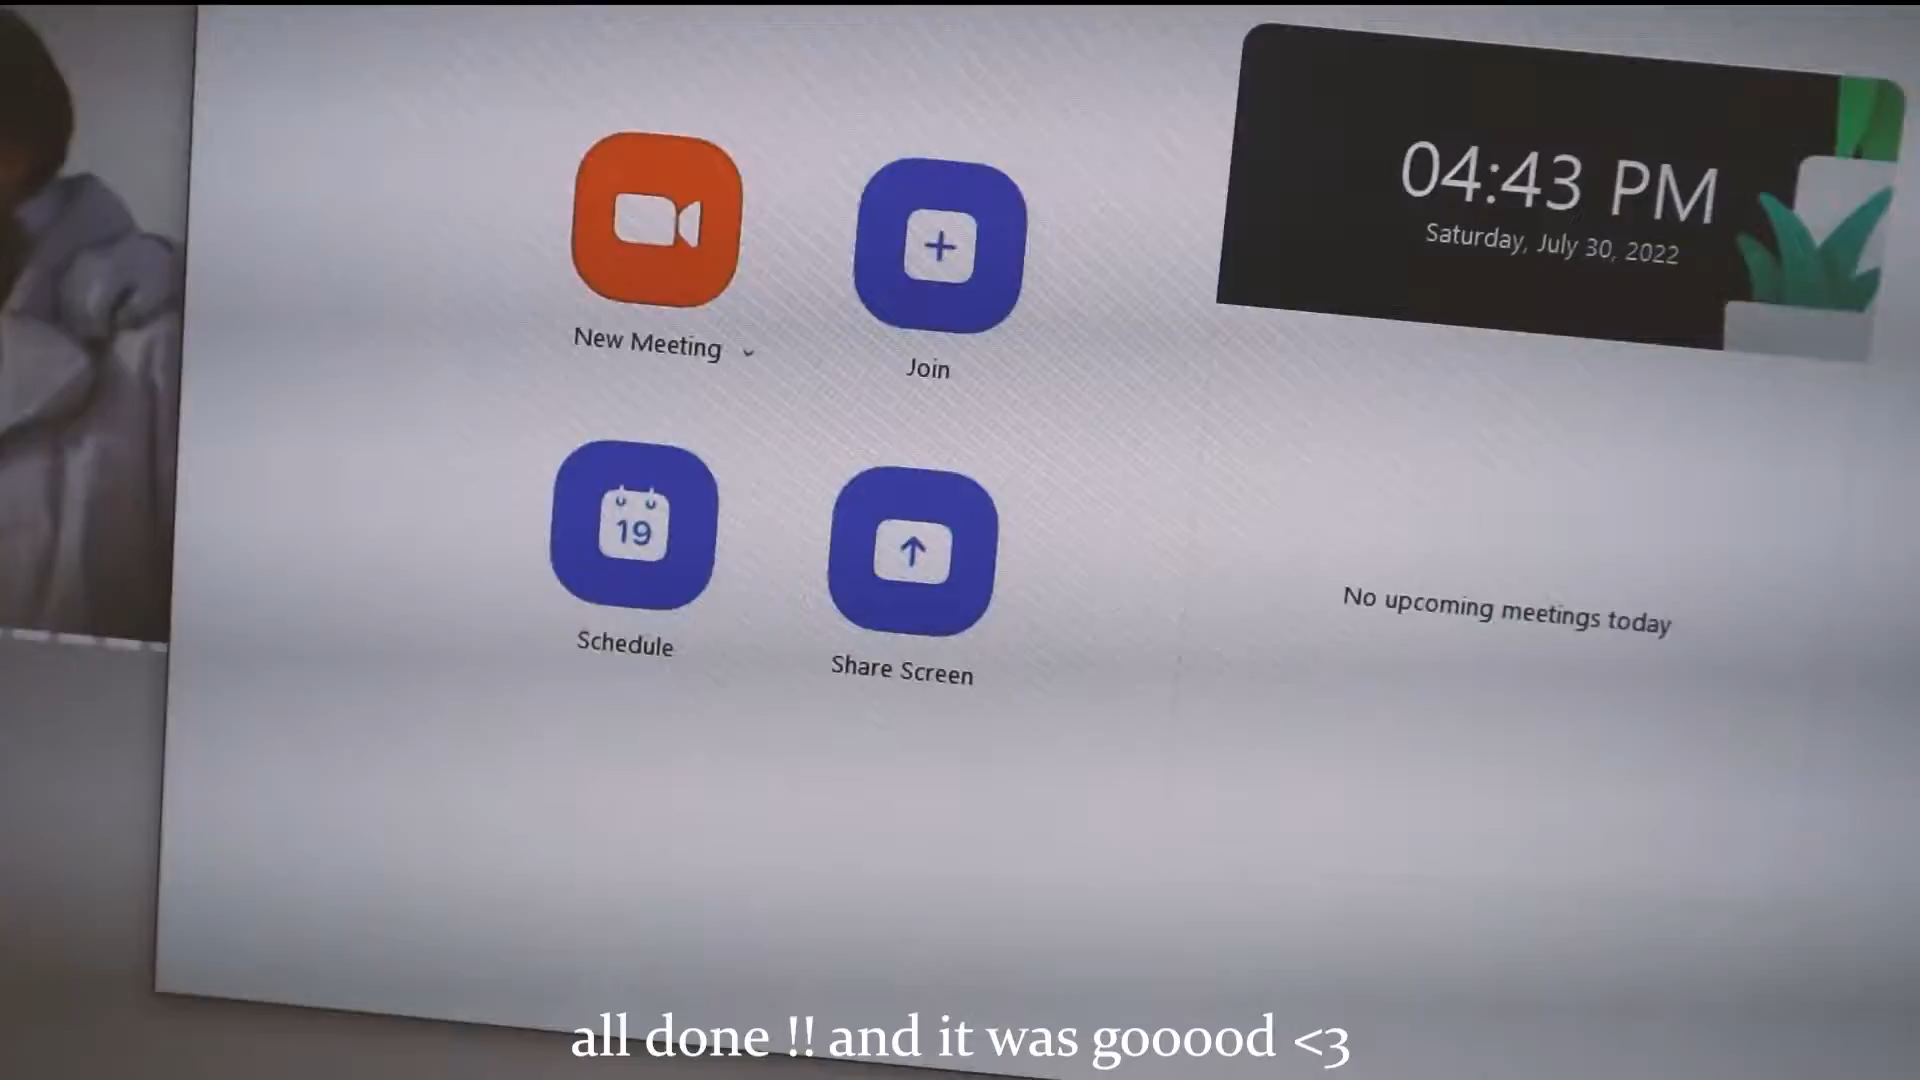 04:43 PM
Saturday, July 30, 2022
New Meeting
Join
19
Schedule
Share Screen
No upcoming meetings today
all done !! and it was gooood <3